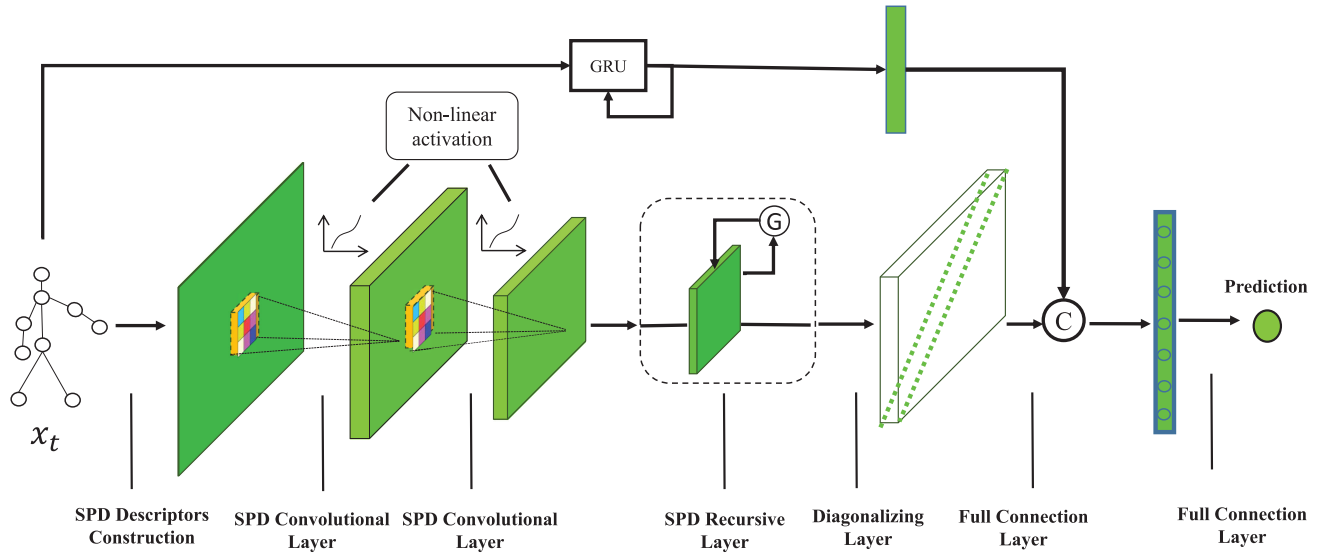 GRU
Non-linear
activation
G
C
Prediction
x_t
SPD Descriptors
Construction
SPD Convolutional
Layer
SPD Convolutional
Layer
SPD Recursive
Layer
Diagonalizing
Layer
Full Connection
Layer
Full Connection
Layer